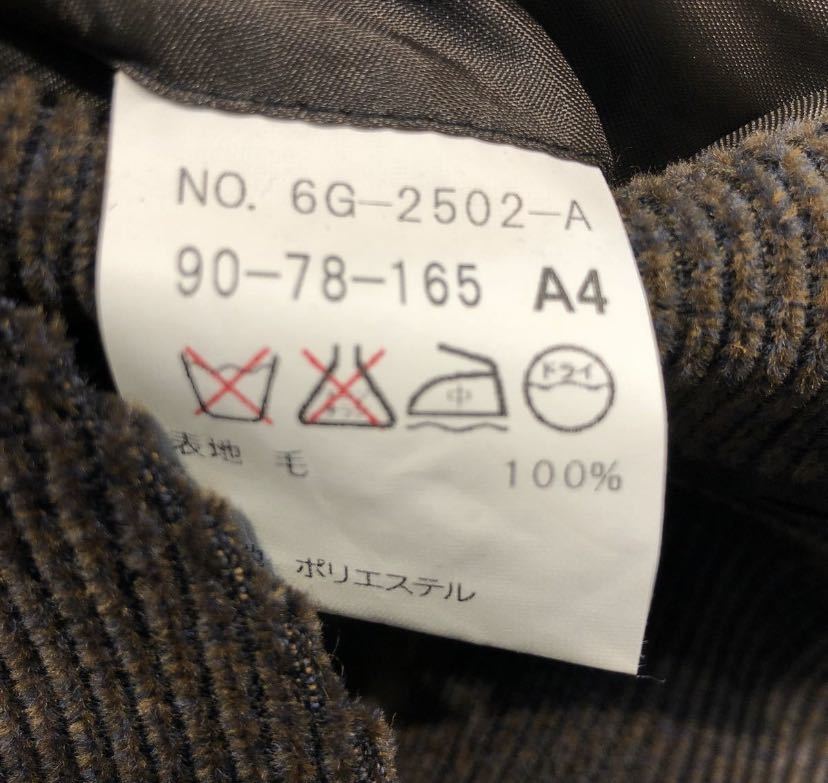 NO. 6G-2502-A
90-78-165 A4
中 ドライ
表地 毛 100%
ポリエステル